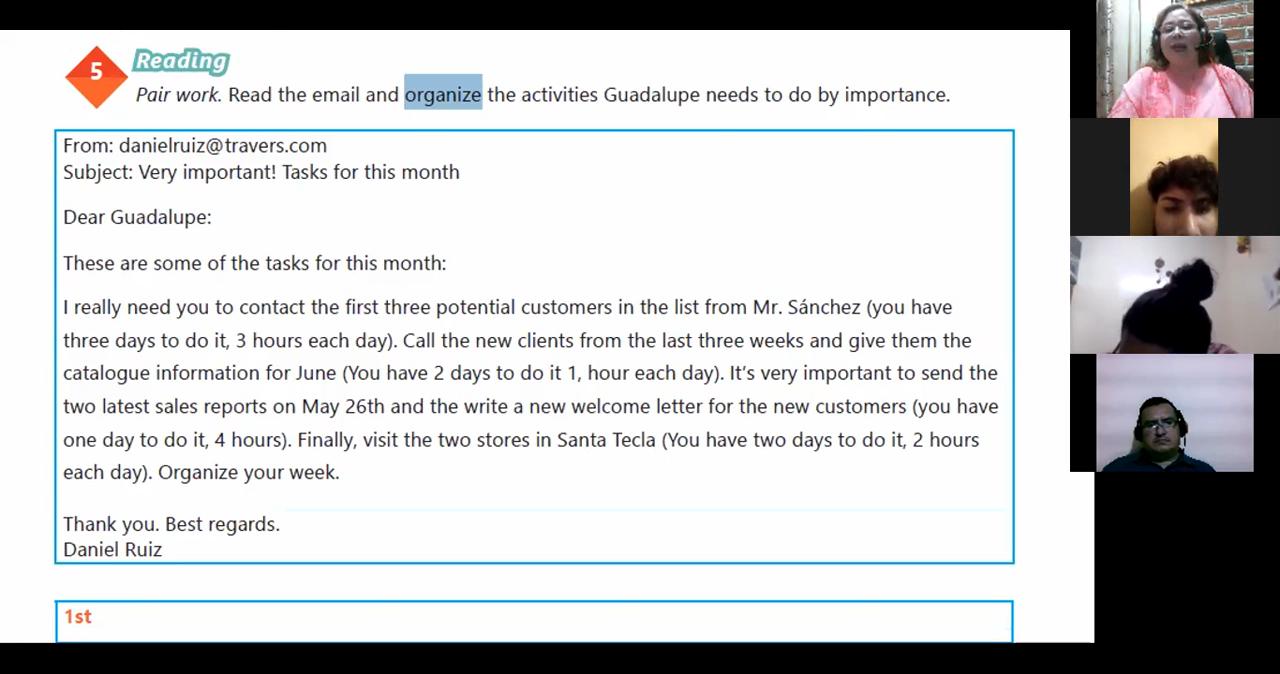 5
Reading
Pair work. Read the email and organize the activities Guadalupe needs to do by importance.
From: danielruiz@travers.com
Subject: Very important! Tasks for this month
Dear Guadalupe:
These are some of the tasks for this month:
I really need you to contact the first three potential customers in the list from Mr. Sánchez (you have
three days to do it, 3 hours each day). Call the new clients from the last three weeks and give them the
catalogue information for June (You have 2 days to do it 1, hour each day). It’s very important to send the
two latest sales reports on May 26th and the write a new welcome letter for the new customers (you have
one day to do it, 4 hours). Finally, visit the two stores in Santa Tecla (You have two days to do it, 2 hours
each day). Organize your week.
Thank you. Best regards.
Daniel Ruiz
1st